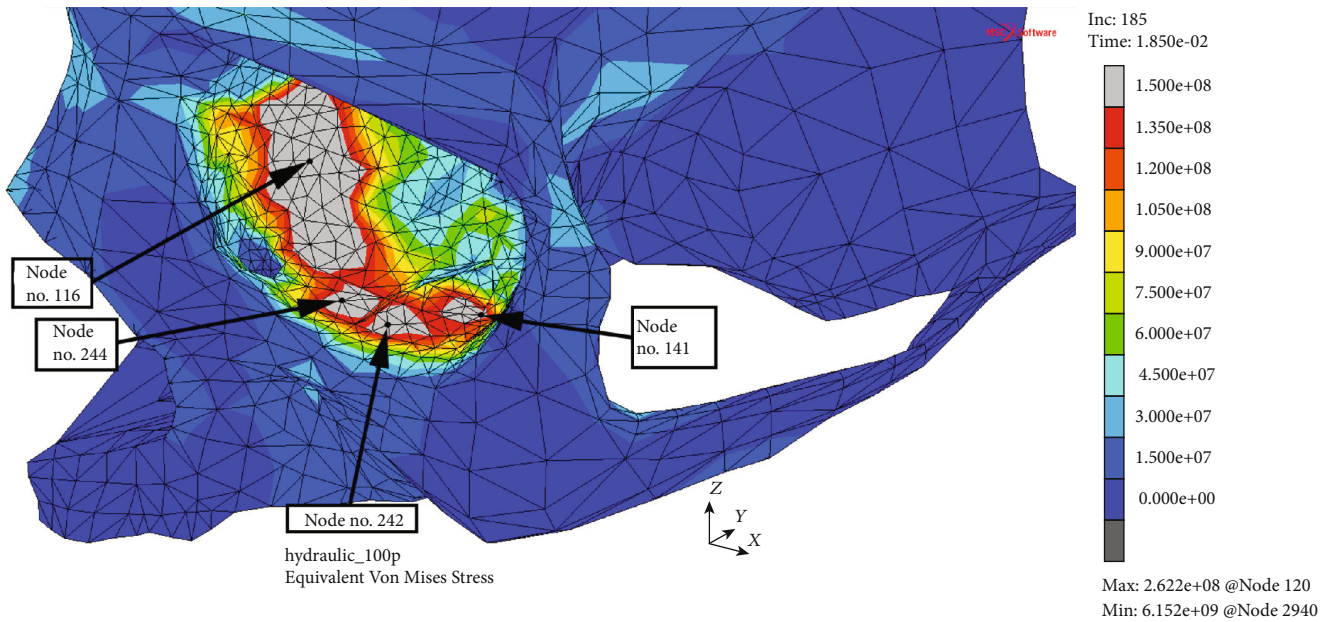 Inc: 185
Time: 1.850e-02
software
1.500e+08
1.350e+08
1.200e+08
1.050e+08
9.000e+07
7.500e+07
6.000e+07
4.500e+07
3.000e+07
1.500e+07
0.000e+00
Node
no. 116
Node
no. 244
Node
no. 141
Node no. 242
Z
Y
X
hydraulic_100p
Equivalent Von Mises Stress
Max: 2.622e+08 @Node 120
Min: 6.152e+09 @Node 2940